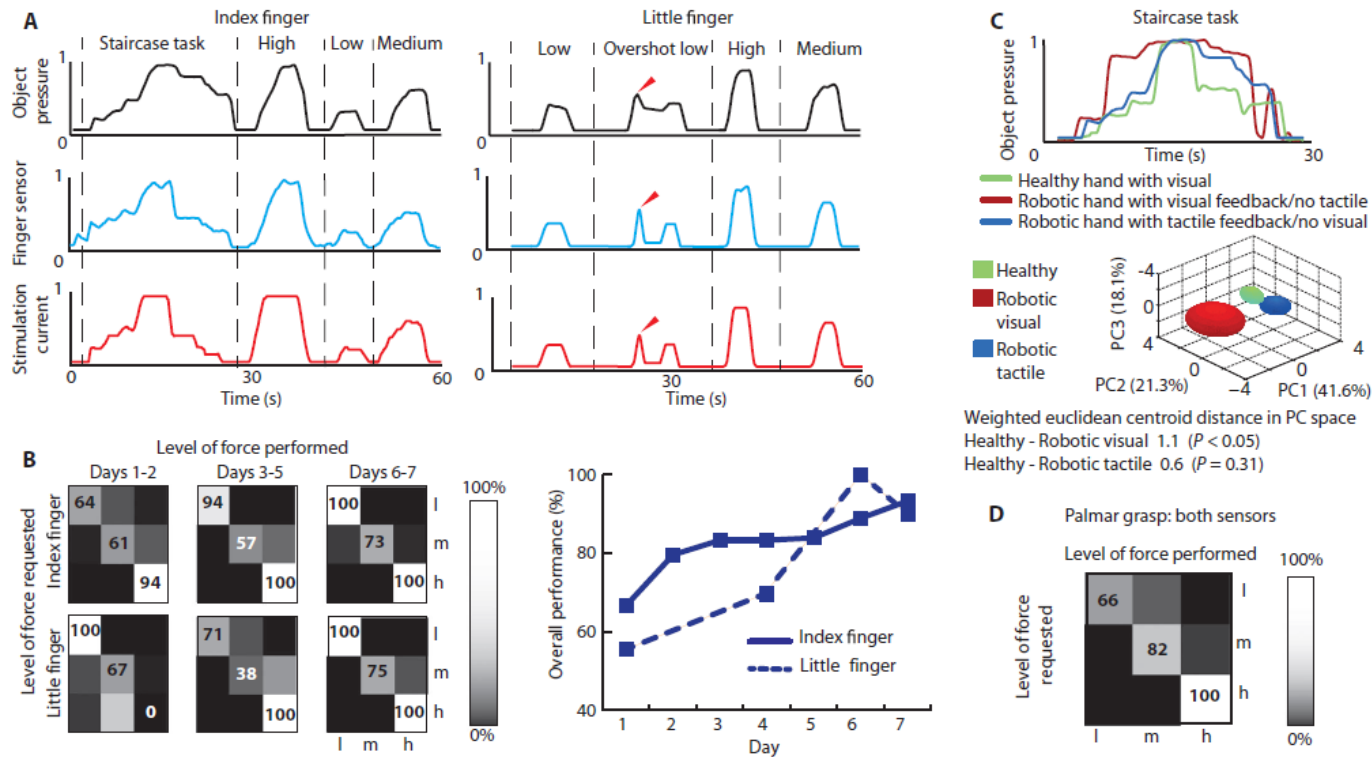 A
Index finger
Little finger
Staircase task
High
Low
Medium
Low
Overshot low
High
Medium
Object pressure
1
0
1
0
Finger sensor
1
0
1
0
Stimulation current
1
0
30
60
Time (s)
1
0
30
60
Time (s)
B
Level of force performed
Days 1-2
Days 3-5
Days 6-7
Level of force requested
Index finger
64
61
94
94
57
100
100
73
100
l
m
h
Little finger
100
67
0
71
38
100
100
75
100
l
m
h
l m h
100%
0%
Overall performance (%)
100
80
60
40
1 2 3 4 5 6 7
Day
Index finger
Little finger
C
Staircase task
Object pressure
1
0
30
Time (s)
Healthy hand with visual
Robotic hand with visual feedback/no tactile
Robotic hand with tactile feedback/no visual
Healthy
Robotic visual
Robotic tactile
PC3 (18.1%)
-4
0
4
PC2 (21.3%)
0
−4
PC1 (41.6%)
0
4
Weighted euclidean centroid distance in PC space
Healthy - Robotic visual 1.1 (P < 0.05)
Healthy - Robotic tactile 0.6 (P = 0.31)
D
Palmar grasp: both sensors
Level of force performed
Level of force requested
66
82
100
l
m
h
l m h
100%
0%